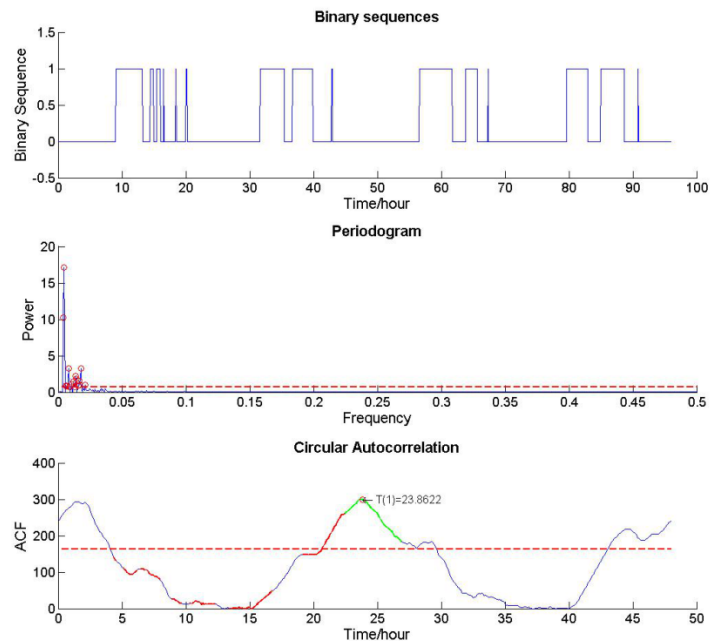 Binary sequences
1.5
1
0.5
0
-0.5
Binary Sequence
0 10 20 30 40 50 60 70 80 90 100
Time/hour
Periodogram
20
15
10
5
0
Power
0 0.05 0.1 0.15 0.2 0.25 0.3 0.35 0.4 0.45 0.5
Frequency
Circular Autocorrelation
400
300
200
100
0
ACF
T(1)=23.8622
0 5 10 15 20 25 30 35 40 45 50
Time/hour